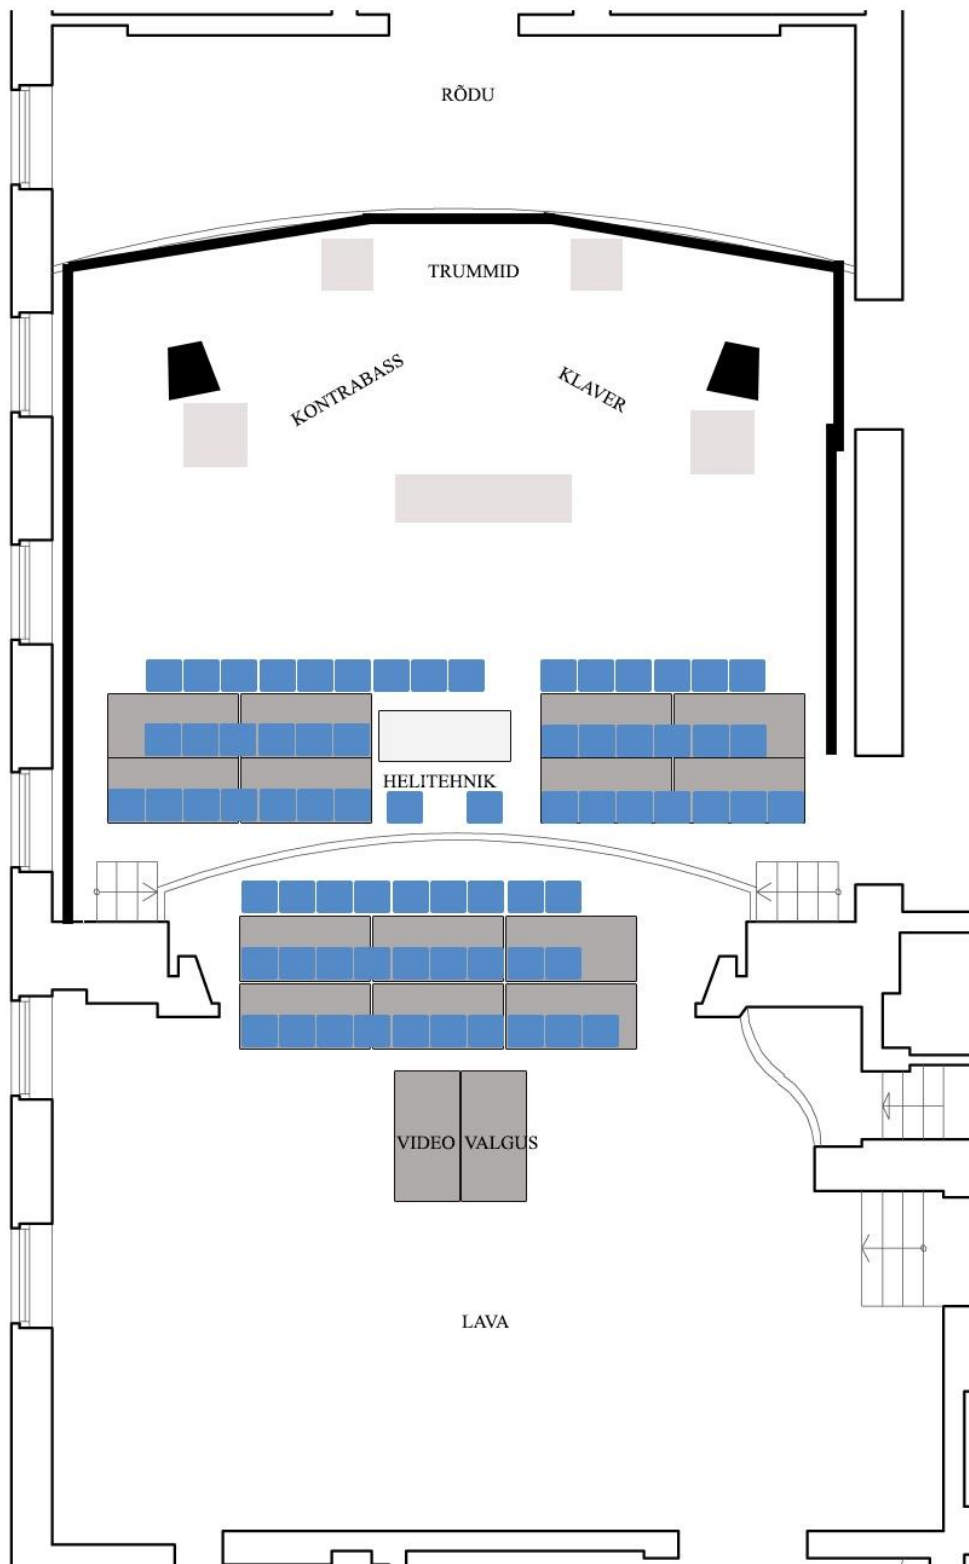 RÕDU
TRUMMID
KONTRABASS
KLAVER
HELITEHNIK
VIDEO
VALGUS
LAVA